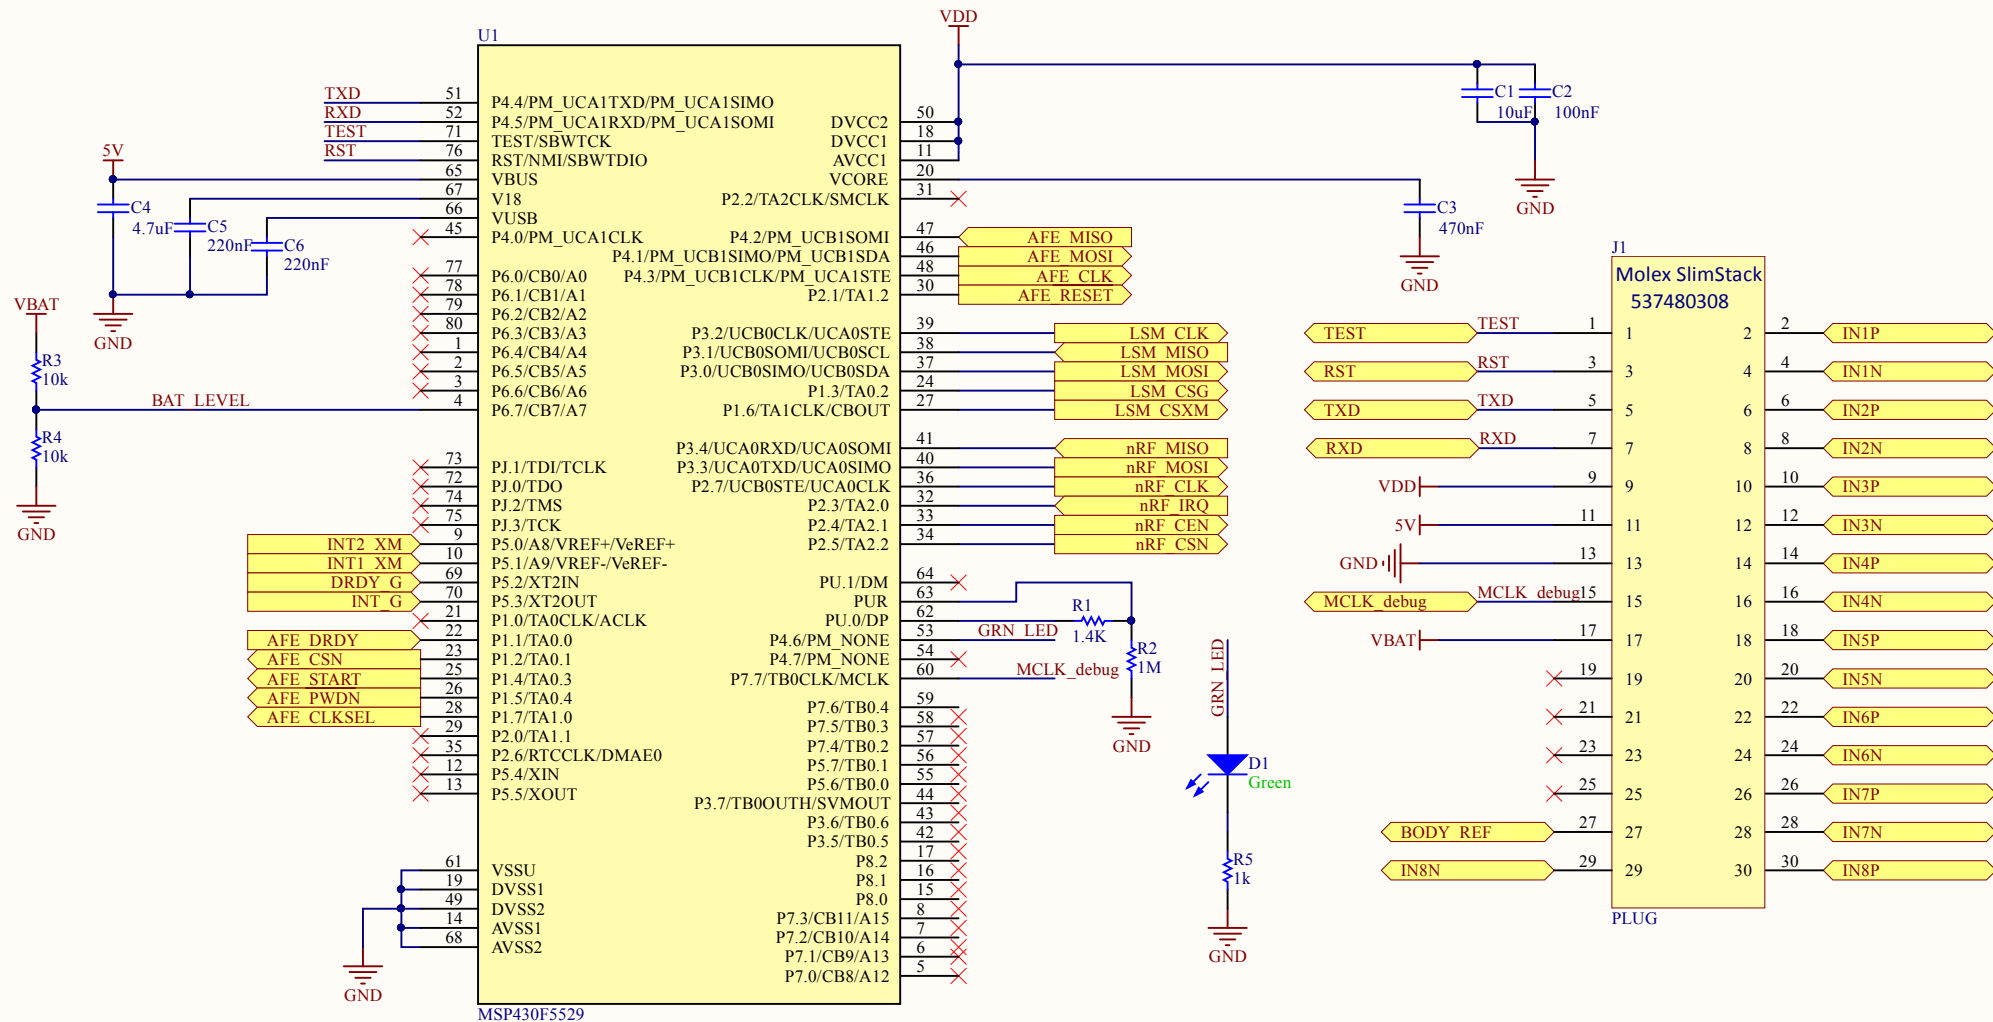 VDD
U1
TXD 51 P4.4/PM_UCA1TXD/PM_UCA1SIMO
RXD 52 P4.5/PM_UCA1RXD/PM_UCA1SOMI
TEST 71 TEST/SBWTCK
RST 76 RST/NMI/SBWTDIO
5V
65 VBUS
67 V18
66 VUSB
45 P4.0/PM_UCA1CLK
C4
4.7uF
C5
220nF
C6
220nF
GND
77 P6.0/CB0/A0
78 P6.1/CB1/A1
79 P6.2/CB2/A2
80 P6.3/CB3/A3
1 P6.4/CB4/A4
2 P6.5/CB5/A5
3 P6.6/CB6/A6
BAT_LEVEL 4 P6.7/CB7/A7
VBAT
R3
10k
R4
10k
GND
73 PJ.1/TDI/TCLK
72 PJ.0/TDO
74 PJ.2/TMS
75 PJ.3/TCK
INT2_XM 9 P5.0/A8/VREF+/VeREF+
INT1_XM 10 P5.1/A9/VREF-/VeREF-
DRDY_G 69 P5.2/XT2IN
INT_G 70 P5.3/XT2OUT
21 P1.0/TA0CLK/ACLK
AFE_DRDY 22 P1.1/TA0.0
AFE_CSN 23 P1.2/TA0.1
AFE_START 25 P1.4/TA0.3
AFE_PWDN 26 P1.5/TA0.4
AFE_CLKSEL 28 P1.7/TA1.0
29 P2.0/TA1.1
35 P2.6/RTCCLK/DMAE0
12 P5.4/XIN
13 P5.5/XOUT
61 VSSU
19 DVSS1
49 DVSS2
14 AVSS1
68 AVSS2
GND
MSP430F5529
DVCC2 50
DVCC1 18
AVCC1 11
VCORE 20
P2.2/TA2CLK/SMCLK 31
P4.2/PM_UCB1SOMI 47 AFE_MISO
P4.1/PM_UCB1SIMO/PM_UCB1SDA 46 AFE_MOSI
P4.3/PM_UCB1CLK/PM_UCA1STE 48 AFE_CLK
P2.1/TA1.2 30 AFE_RESET
P3.2/UCB0CLK/UCA0STE 39 LSM_CLK
P3.1/UCB0SOMI/UCB0SCL 38 LSM_MISO
P3.0/UCB0SIMO/UCB0SDA 37 LSM_MOSI
P1.3/TA0.2 24 LSM_CSG
P1.6/TA1CLK/CBOUT 27 LSM_CSXM
P3.4/UCA0RXD/UCA0SOMI 41 nRF_MISO
P3.3/UCA0TXD/UCA0SIMO 40 nRF_MOSI
P2.7/UCB0STE/UCA0CLK 36 nRF_CLK
P2.3/TA2.0 32 nRF_IRQ
P2.4/TA2.1 33 nRF_CEN
P2.5/TA2.2 34 nRF_CSN
PU.1/DM 64
PUR 63
PU.0/DP 62
P4.6/PM_NONE 53 GRN_LED
P4.7/PM_NONE 54
P7.7/TB0CLK/MCLK 60 MCLK_debug
P7.6/TB0.4 59
P7.5/TB0.3 58
P7.4/TB0.2 57
P5.7/TB0.1 56
P5.6/TB0.0 55
P3.7/TB0OUTH/SVMOUT 44
P3.6/TB0.6 43
P3.5/TB0.5 42
P8.2 17
P8.1 16
P8.0 15
P7.3/CB11/A15 8
P7.2/CB10/A14 7
P7.1/CB9/A13 6
P7.0/CB8/A12 5
R1
1.4K
R2
1M
GND
GRN_LED
D1
Green
R5
1k
GND
C1
10uF
C2
100nF
GND
C3
470nF
GND
J1
Molex SlimStack
537480308
TEST TEST 1 1 2 2 IN1P
RST RST 3 3 4 4 IN1N
TXD TXD 5 5 6 6 IN2P
RXD RXD 7 7 8 8 IN2N
VDD 9 9 10 10 IN3P
5V 11 11 12 12 IN3N
GND 13 13 14 14 IN4P
MCLK_debug MCLK_debug 15 15 16 16 IN4N
VBAT 17 17 18 18 IN5P
19 19 20 20 IN5N
21 21 22 22 IN6P
23 23 24 24 IN6N
25 25 26 26 IN7P
BODY_REF 27 27 28 28 IN7N
IN8N 29 29 30 30 IN8P
PLUG